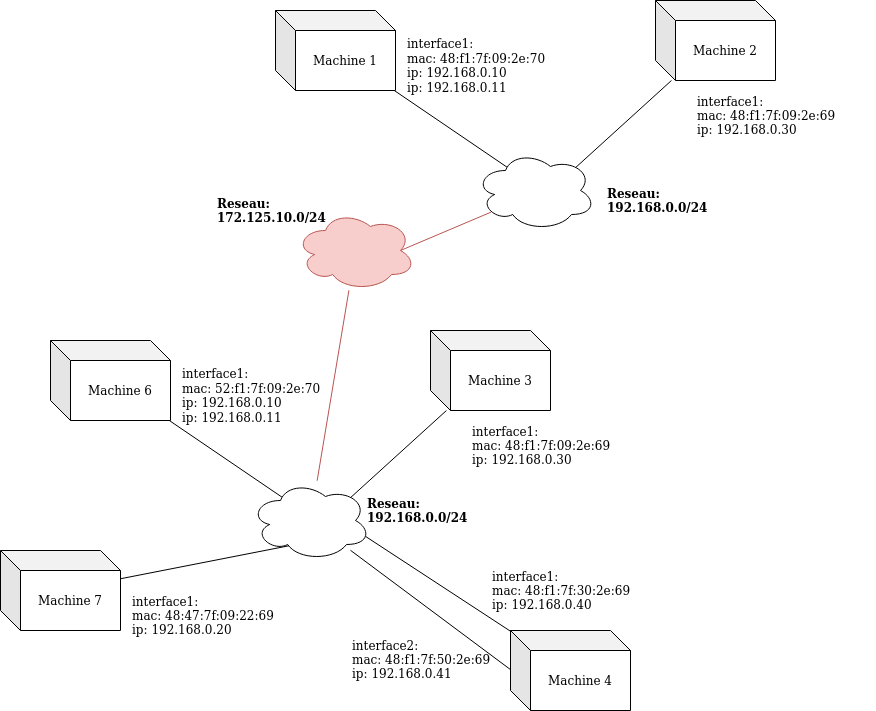 Machine 1
interface1:
mac: 48:f1:7f:09:2e:70
ip: 192.168.0.10
ip: 192.168.0.11
Machine 2
interface1:
mac: 48:f1:7f:09:2e:69
ip: 192.168.0.30
Reseau:
192.168.0.0/24
Reseau:
172.125.10.0/24
Machine 6
interface1:
mac: 52:f1:7f:09:2e:70
ip: 192.168.0.10
ip: 192.168.0.11
Machine 3
interface1:
mac: 48:f1:7f:09:2e:69
ip: 192.168.0.30
Reseau:
192.168.0.0/24
Machine 7
interface1:
mac: 48:47:7f:09:22:69
ip: 192.168.0.20
interface1:
mac: 48:f1:7f:30:2e:69
ip: 192.168.0.40
interface2:
mac: 48:f1:7f:50:2e:69
ip: 192.168.0.41
Machine 4